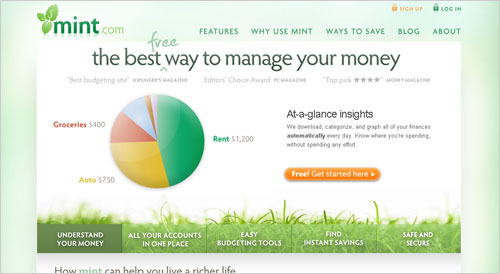 SIGN UP LOG IN
mint.com
FEATURES WHY USE MINT WAYS TO SAVE BLOG ABOUT
free
the best way to manage your money
"Best budgeting site" KIPLINGER'S MAGAZINE Editors' Choice Award PC MAGAZINE "Top pick ★★★★" MONEY MAGAZINE
At-a-glance insights
Groceries $400
We download, categorize, and graph all of your finances
automatically every day. Know where you're spending,
without spending any effort.
Rent $1,200
Auto $750
Free! Get started here ▸
UNDERSTAND
YOUR MONEY
ALL YOUR ACCOUNTS
IN ONE PLACE
EASY
BUDGETING TOOLS
FIND
INSTANT SAVINGS
SAFE AND
SECURE
How mint can help you live a richer life